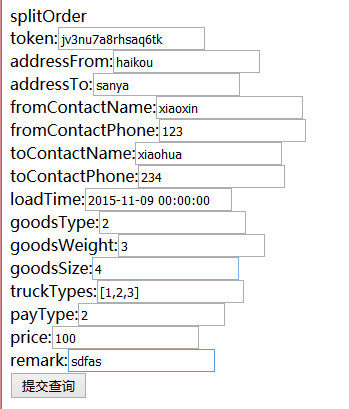 splitOrder
token:jv3nu7a8rhsaq6tk
addressFrom:haikou
addressTo:sanya
fromContactName:xiaoxin
fromContactPhone:123
toContactName:xiaohua
toContactPhone:234
loadTime:2015-11-09 00:00:00
goodsType:2
goodsWeight:3
goodsSize:4
truckTypes:[1,2,3]
payType:2
price:100
remark:sdfas
提交查询